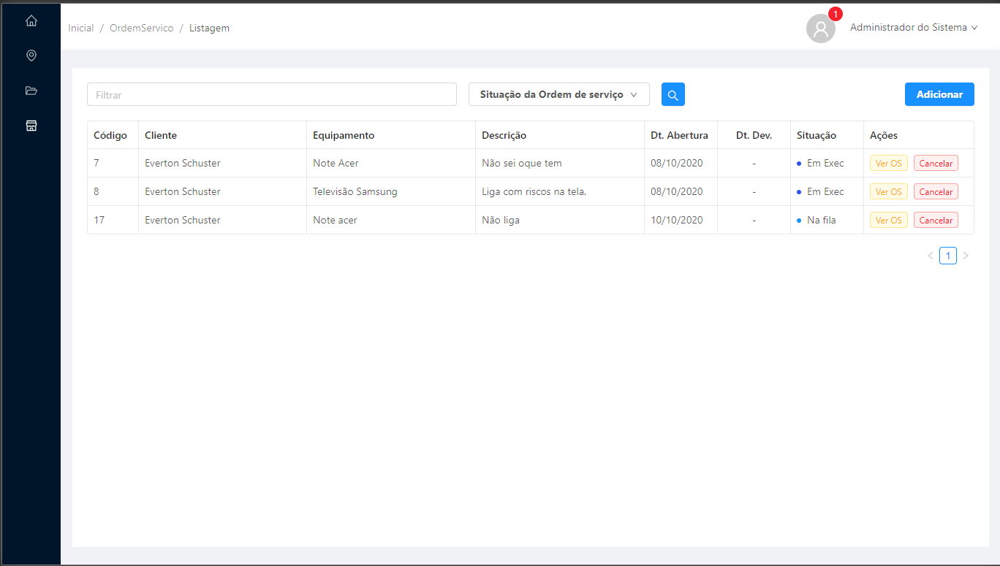 1
Inicial / OrdemServico / Listagem Administrador do Sistema
Filtrar Situação da Ordem de serviço Adicionar
Código Cliente Equipamento Descrição Dt. Abertura Dt. Dev. Situação Ações
7 Everton Schuster Note Acer Não sei oque tem 08/10/2020 - Em Exec Ver OS Cancelar
8 Everton Schuster Televisão Samsung Liga com riscos na tela. 08/10/2020 - Em Exec Ver OS Cancelar
17 Everton Schuster Note acer Não liga 10/10/2020 - Na fila Ver OS Cancelar
< 1 >